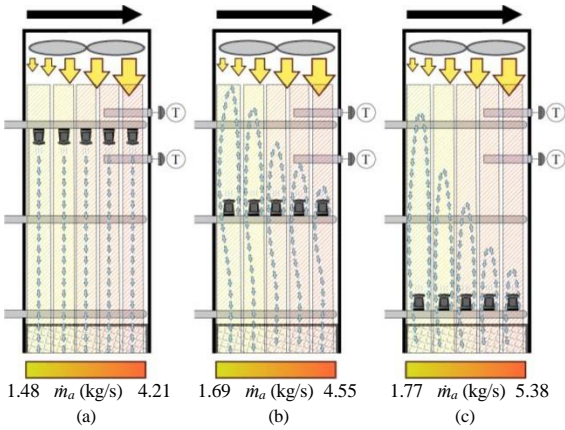 T
T
T
T
T
T
1.48 ṁa (kg/s) 4.21
1.69 ṁa (kg/s) 4.55
1.77 ṁa (kg/s) 5.38
(a)
(b)
(c)